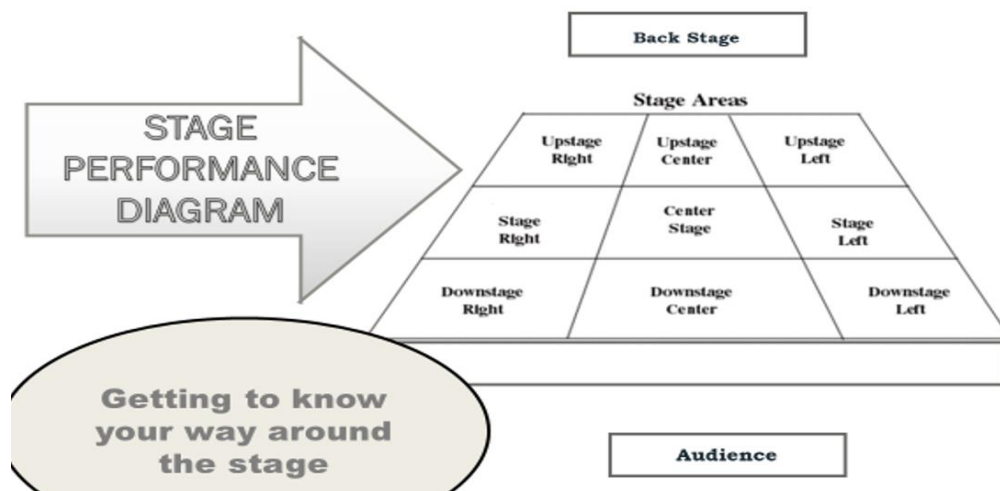 Back Stage
STAGE
PERFORMANCE
DIAGRAM
Stage Areas
Upstage
Right
Upstage
Center
Upstage
Left
Stage
Right
Center
Stage
Stage
Left
Downstage
Right
Downstage
Center
Downstage
Left
Getting to know
your way around
the stage
Audience